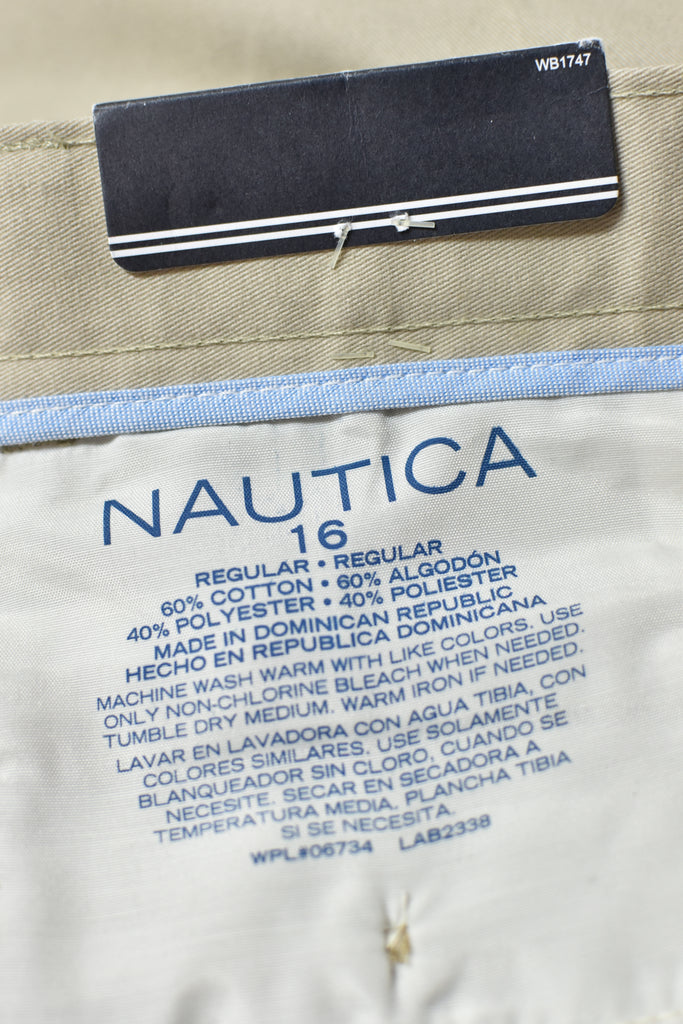 WB1747
NAUTICA
16
REGULAR • REGULAR
60% COTTON • 60% ALGODÓN
40% POLYESTER • 40% POLIESTER
MADE IN DOMINICAN REPUBLIC
HECHO EN REPUBLICA DOMINICANA
MACHINE WASH WARM WITH LIKE COLORS. USE
ONLY NON-CHLORINE BLEACH WHEN NEEDED.
TUMBLE DRY MEDIUM. WARM IRON IF NEEDED.
LAVAR EN LAVADORA CON AGUA TIBIA, CON
COLORES SIMILARES. USE SOLAMENTE
BLANQUEADOR SIN CLORO, CUANDO SE
NECESITE. SECAR EN SECADORA A
TEMPERATURA MEDIA. PLANCHA TIBIA
SI SE NECESITA.
WPL#06734 LAB2338